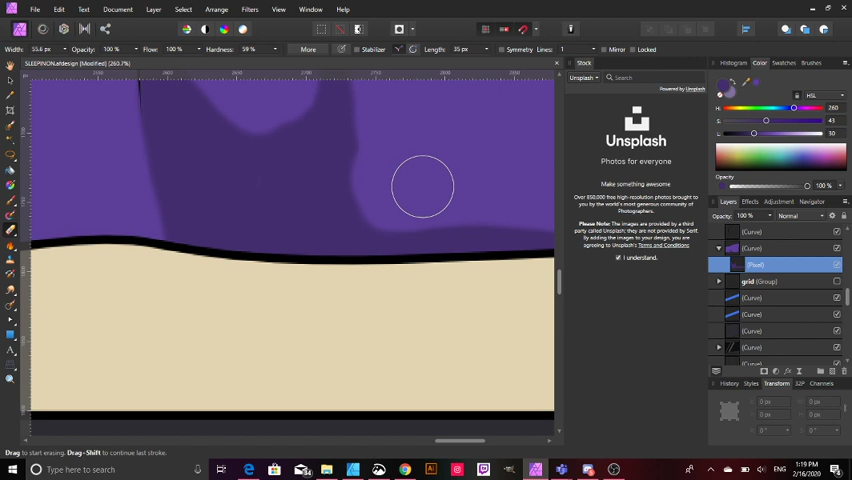 File Edit Text Document Layer Select Arrange Filters View Window Help
Width: 55.6 px Opacity: 100 % Flow: 100 % Hardness: 59 % More Stabilizer Length: 35 px Symmetry Lines: 1 Mirror Locked
SLEEPINON.afdesign [Modified] (260.7%)
Stock
Unsplash Search
Powered by Unsplash
Unsplash
Photos for everyone
Make something awesome
Over 850,000 free high-resolution photos brought to you by the world's most generous community of Photographers.
Please Note: The images are provided by a third party called Unsplash; they are not provided by Serif. By adding the images to your design, you are agreeing to Unsplash's Terms and Conditions
I understand.
Histogram Color Swatches Brushes
HSL
H: 260
S: 43
L: 30
Opacity
100 %
Layers Effects Adjustment Navigator
Opacity: 100 % Normal
(Curve)
(Curve)
(Pixel)
grid (Group)
(Curve)
(Curve)
(Curve)
(Curve)
(Curve)
History Styles Transform 32P Channels
X: 0 px W: 0 px
Y: 0 px H: 0 px
R: 0 ° S: 0 °
Drag to start erasing. Drag+Shift to continue last stroke.
Type here to search
ENG
1:19 PM
2/16/2020